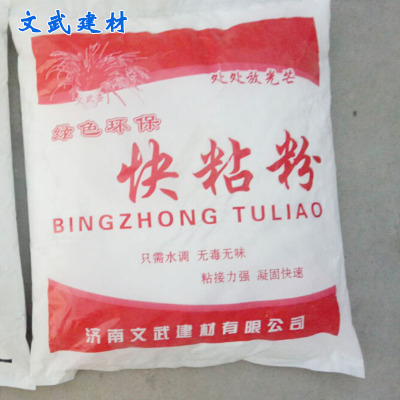 文武建材
文武
处处放光芒
绿色环保
快粘粉
BINGZHONG TULIAO
只需水调 无毒无味
粘接力强 凝固快速
济南文武建材有限公司